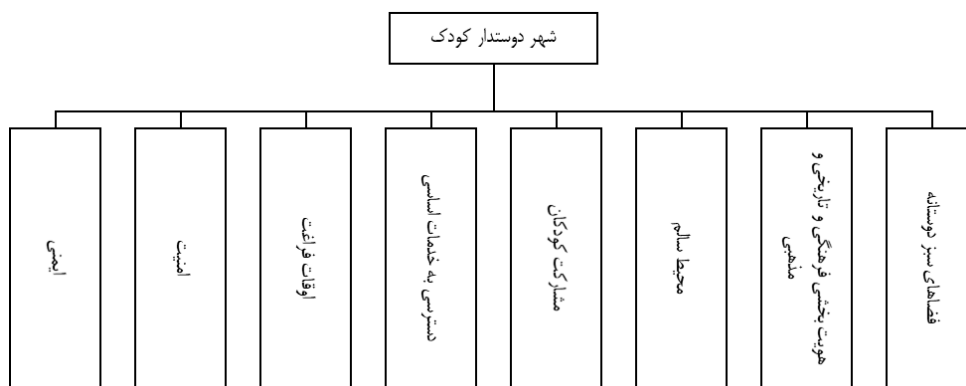 شهر دوستدار کودک
فضاهای سبز دوستانه
هویت بخشی فرهنگی و تاریخی و
مذهبی
محیط سالم
مشارکت کودکان
دسترسی به خدمات اساسی
اوقات فراغت
امنیت
ایمنی